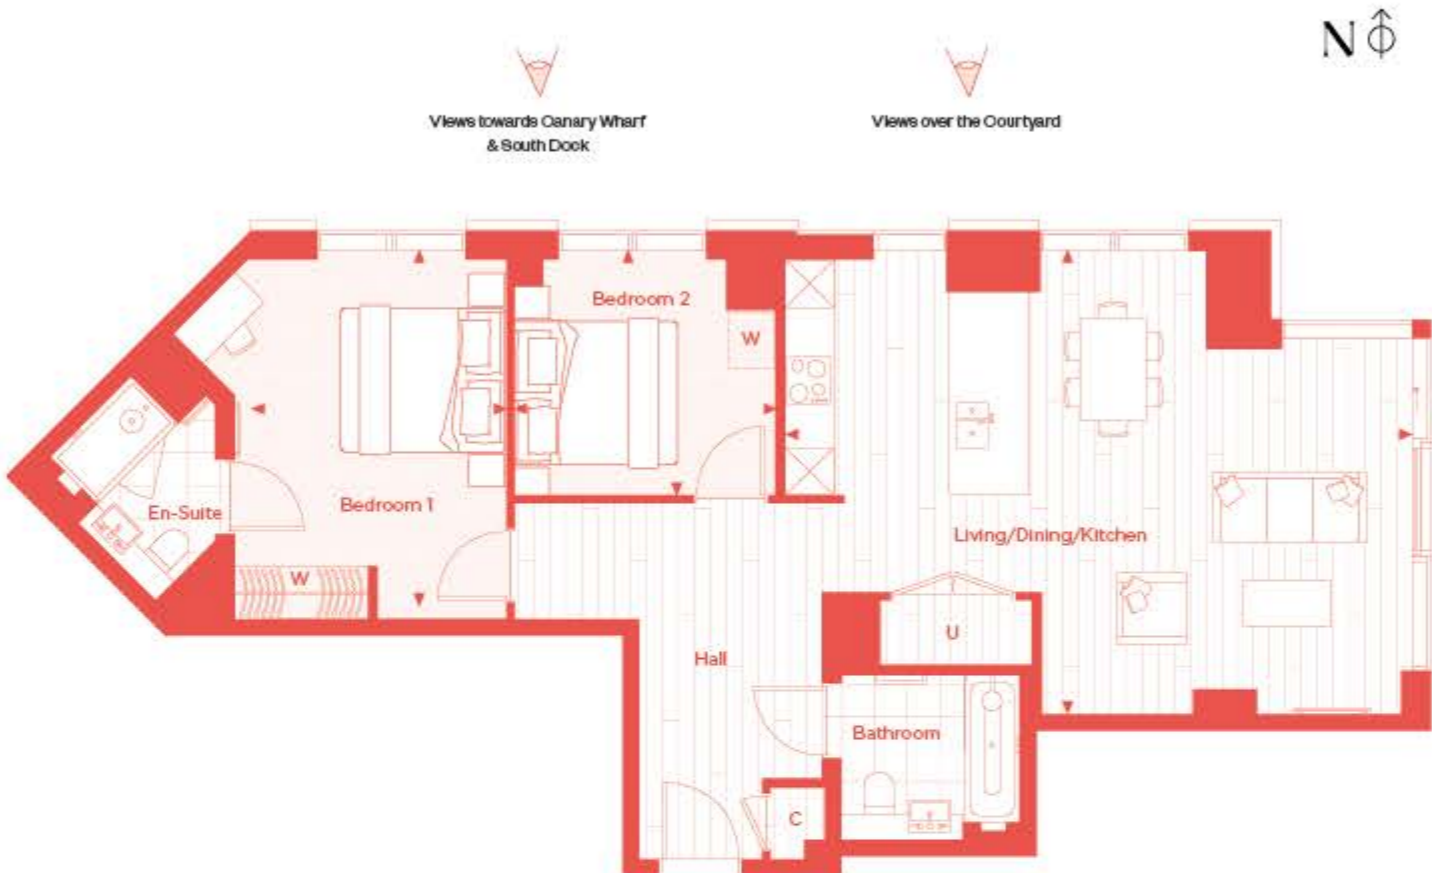 N
Views towards Canary Wharf
& South Dock
Views over the Courtyard
Bedroom 2
W
Bedroom 1
En-Suite
W
Living/Dining/Kitchen
U
Hall
Bathroom
C